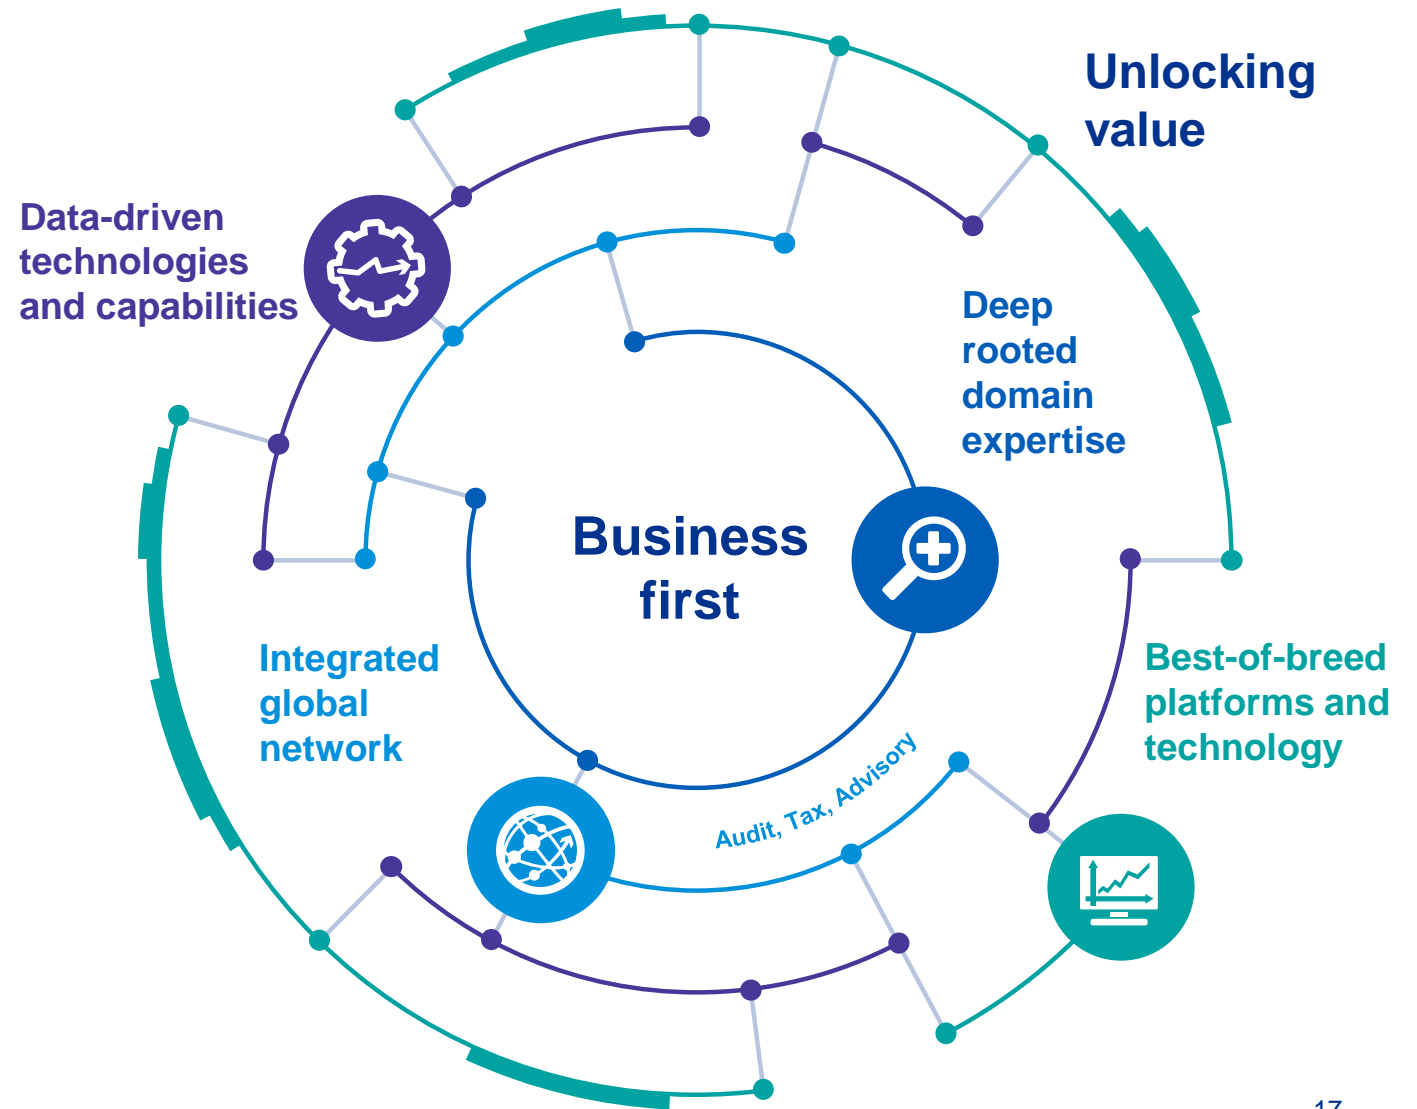 Unlocking
value
Data-driven
technologies
and capabilities
Deep
rooted
domain
expertise
Business
first
Integrated
global
network
Best-of-breed
platforms and
technology
Audit, Tax, Advisory
17